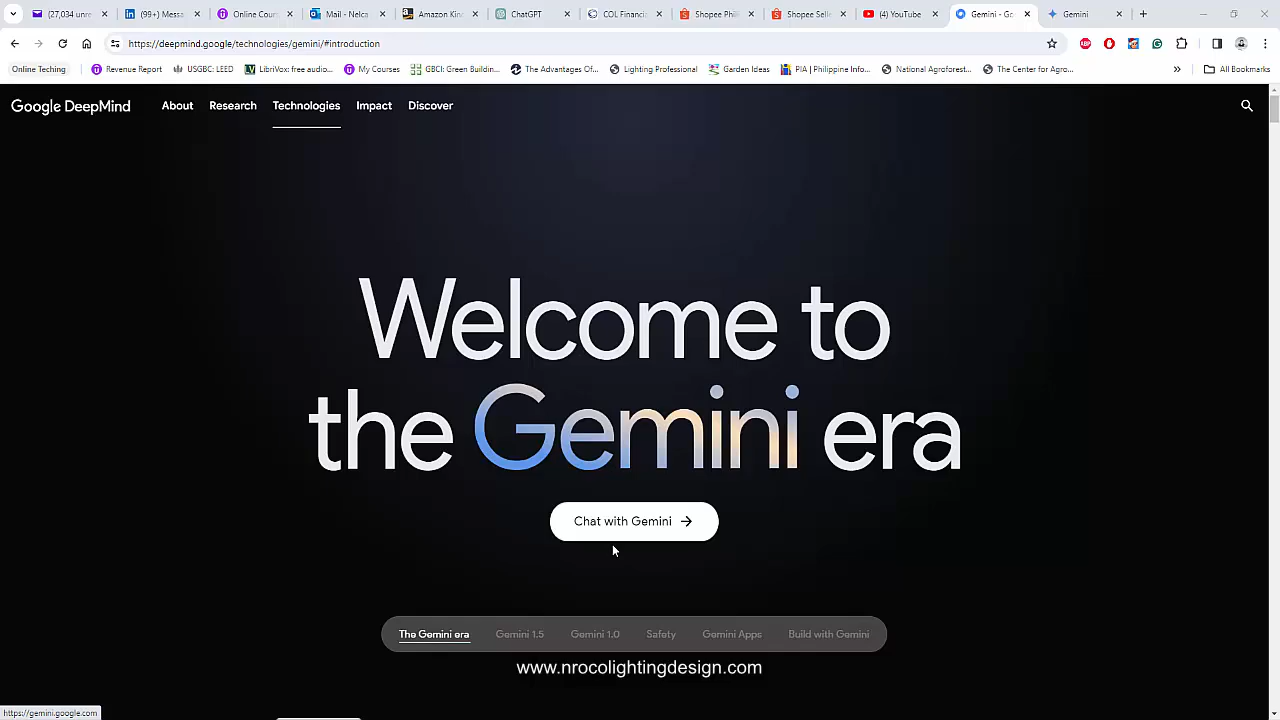 (27,034 unre
(99+) Messa
Online Cour
Mail - Nelca
Amazon Kin
ChatGPT
COL Financi
Shopee Phi
Shopee Sell
(4) YouTube
Gemini - Go
Gemini
https://deepmind.google/technologies/gemini/#introduction
Online Teching
Revenue Report
USGBC: LEED
LibriVox: free audio...
My Courses
GBCI: Green Buildin...
The Advantages Of...
Lighting Professional
Garden Ideas
PIA | Philippine Info...
National Agroforest...
The Center for Agro...
All Bookmarks
Google DeepMind
About
Research
Technologies
Impact
Discover
Welcome to
the Gemini era
Chat with Gemini →
The Gemini era
Gemini 1.5
Gemini 1.0
Safety
Gemini Apps
Build with Gemini
www.nrocolightingdesign.com
https://gemini.google.com